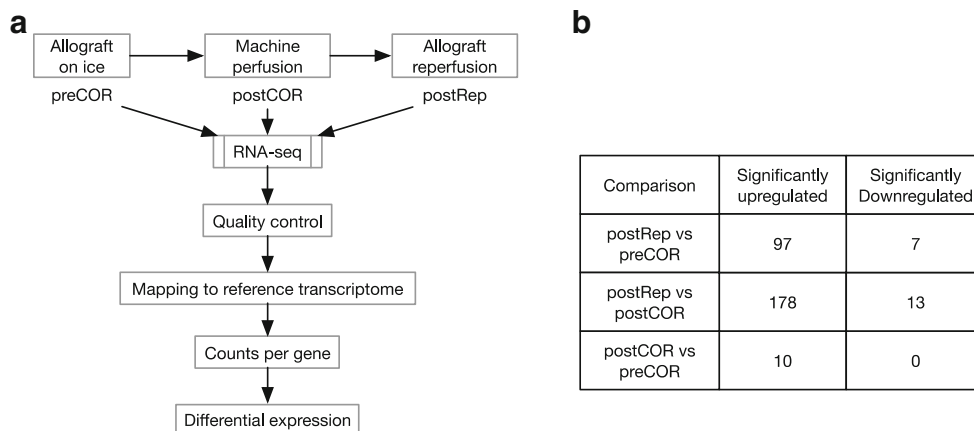 a
Allograft
on ice
Machine
perfusion
Allograft
reperfusion
preCOR
postCOR
postRep
RNA-seq
Quality control
Mapping to reference transcriptome
Counts per gene
Differential expression
b
Comparison
Significantly
upregulated
Significantly
Downregulated
postRep vs
preCOR
97
7
postRep vs
postCOR
178
13
postCOR vs
preCOR
10
0